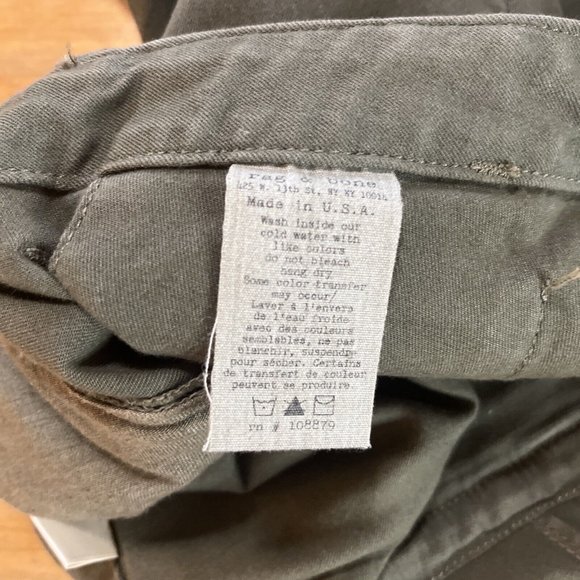 rag & bone
425 W. 13th St, NY NY 10014
Made in U.S.A.
Wash inside our
cold water with
like colors
do not bleach
hang dry
Some color transfer
may occur/
Laver à l'envers
de l'eau froide
avec des couleurs
semblables, ne pas
blanchir, suspendre
pour sécher. Certains
de transfert de couleur
peuvent se produire
rn # 108879